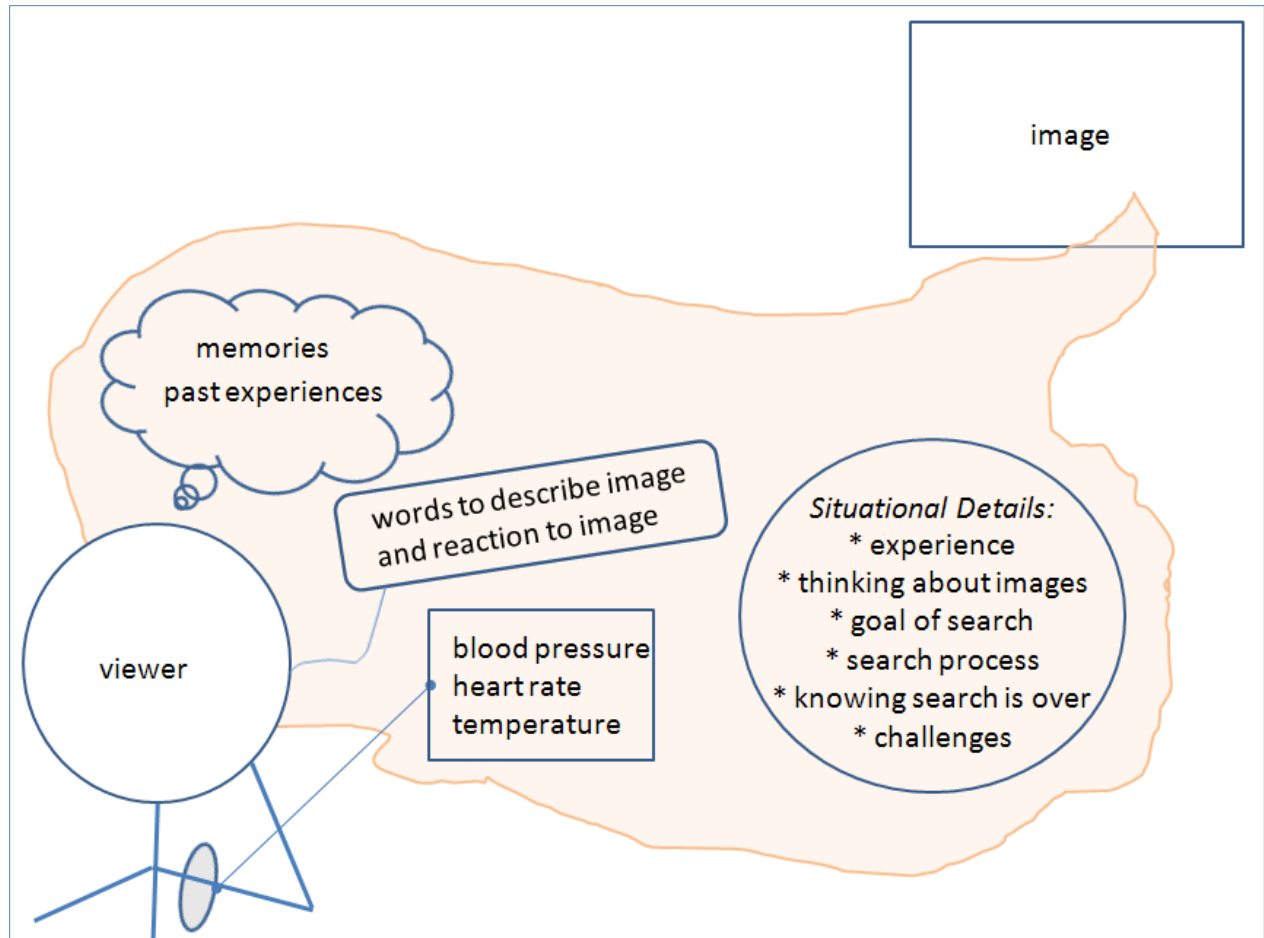 image
memories
past experiences
words to describe image
and reaction to image
Situational Details:
* experience
* thinking about images
* goal of search
* search process
* knowing search is over
* challenges
viewer
blood pressure
heart rate
temperature